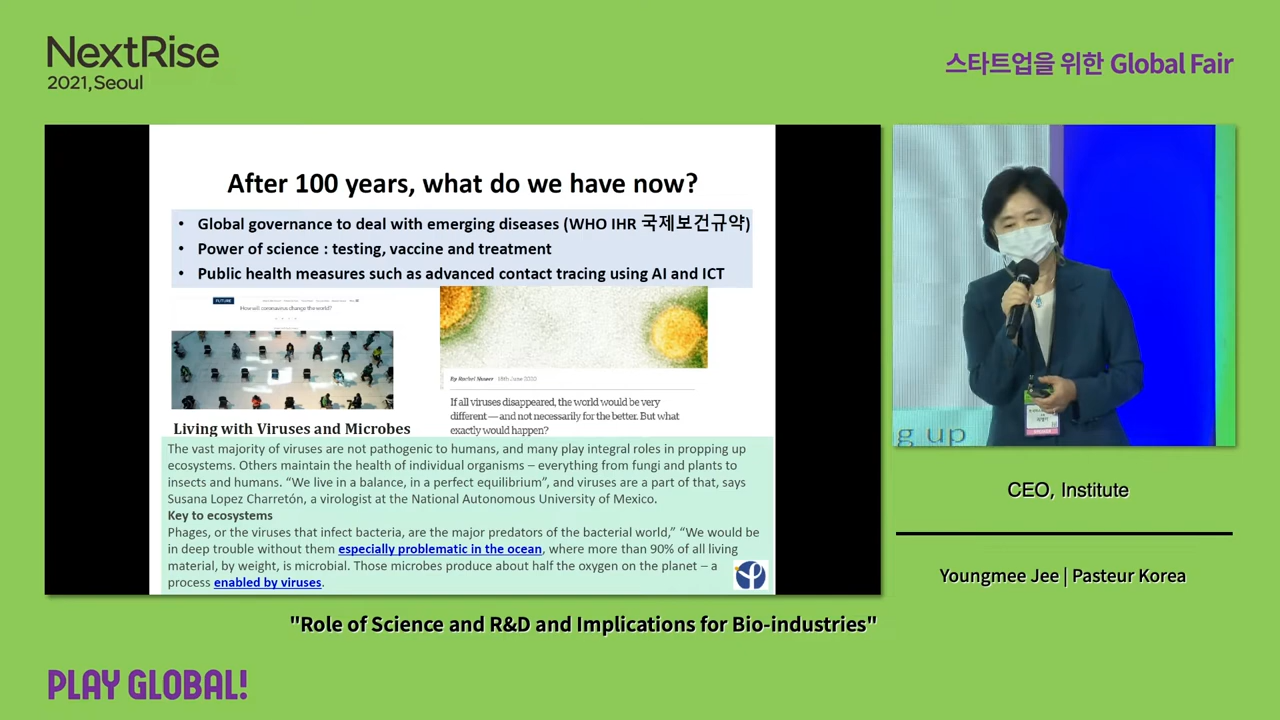 NextRise
2021,Seoul
스타트업을 위한 Global Fair
After 100 years, what do we have now?
• Global governance to deal with emerging diseases (WHO IHR 국제보건규약)
• Power of science : testing, vaccine and treatment
• Public health measures such as advanced contact tracing using AI and ICT
FUTURE
How will coronavirus change the world?
By Rachel Nuwer 18th June 2020
If all viruses disappeared, the world would be very
different — and not necessarily for the better. But what
exactly would happen?
Living with Viruses and Microbes
The vast majority of viruses are not pathogenic to humans, and many play integral roles in propping up
ecosystems. Others maintain the health of individual organisms – everything from fungi and plants to
insects and humans. “We live in a balance, in a perfect equilibrium”, and viruses are a part of that, says
Susana Lopez Charretón, a virologist at the National Autonomous University of Mexico.
Key to ecosystems
Phages, or the viruses that infect bacteria, are the major predators of the bacterial world,” “We would be
in deep trouble without them especially problematic in the ocean, where more than 90% of all living
material, by weight, is microbial. Those microbes produce about half the oxygen on the planet – a
process enabled by viruses.
g up
CEO, Institute
Youngmee Jee | Pasteur Korea
"Role of Science and R&D and Implications for Bio-industries"
PLAY GLOBAL!